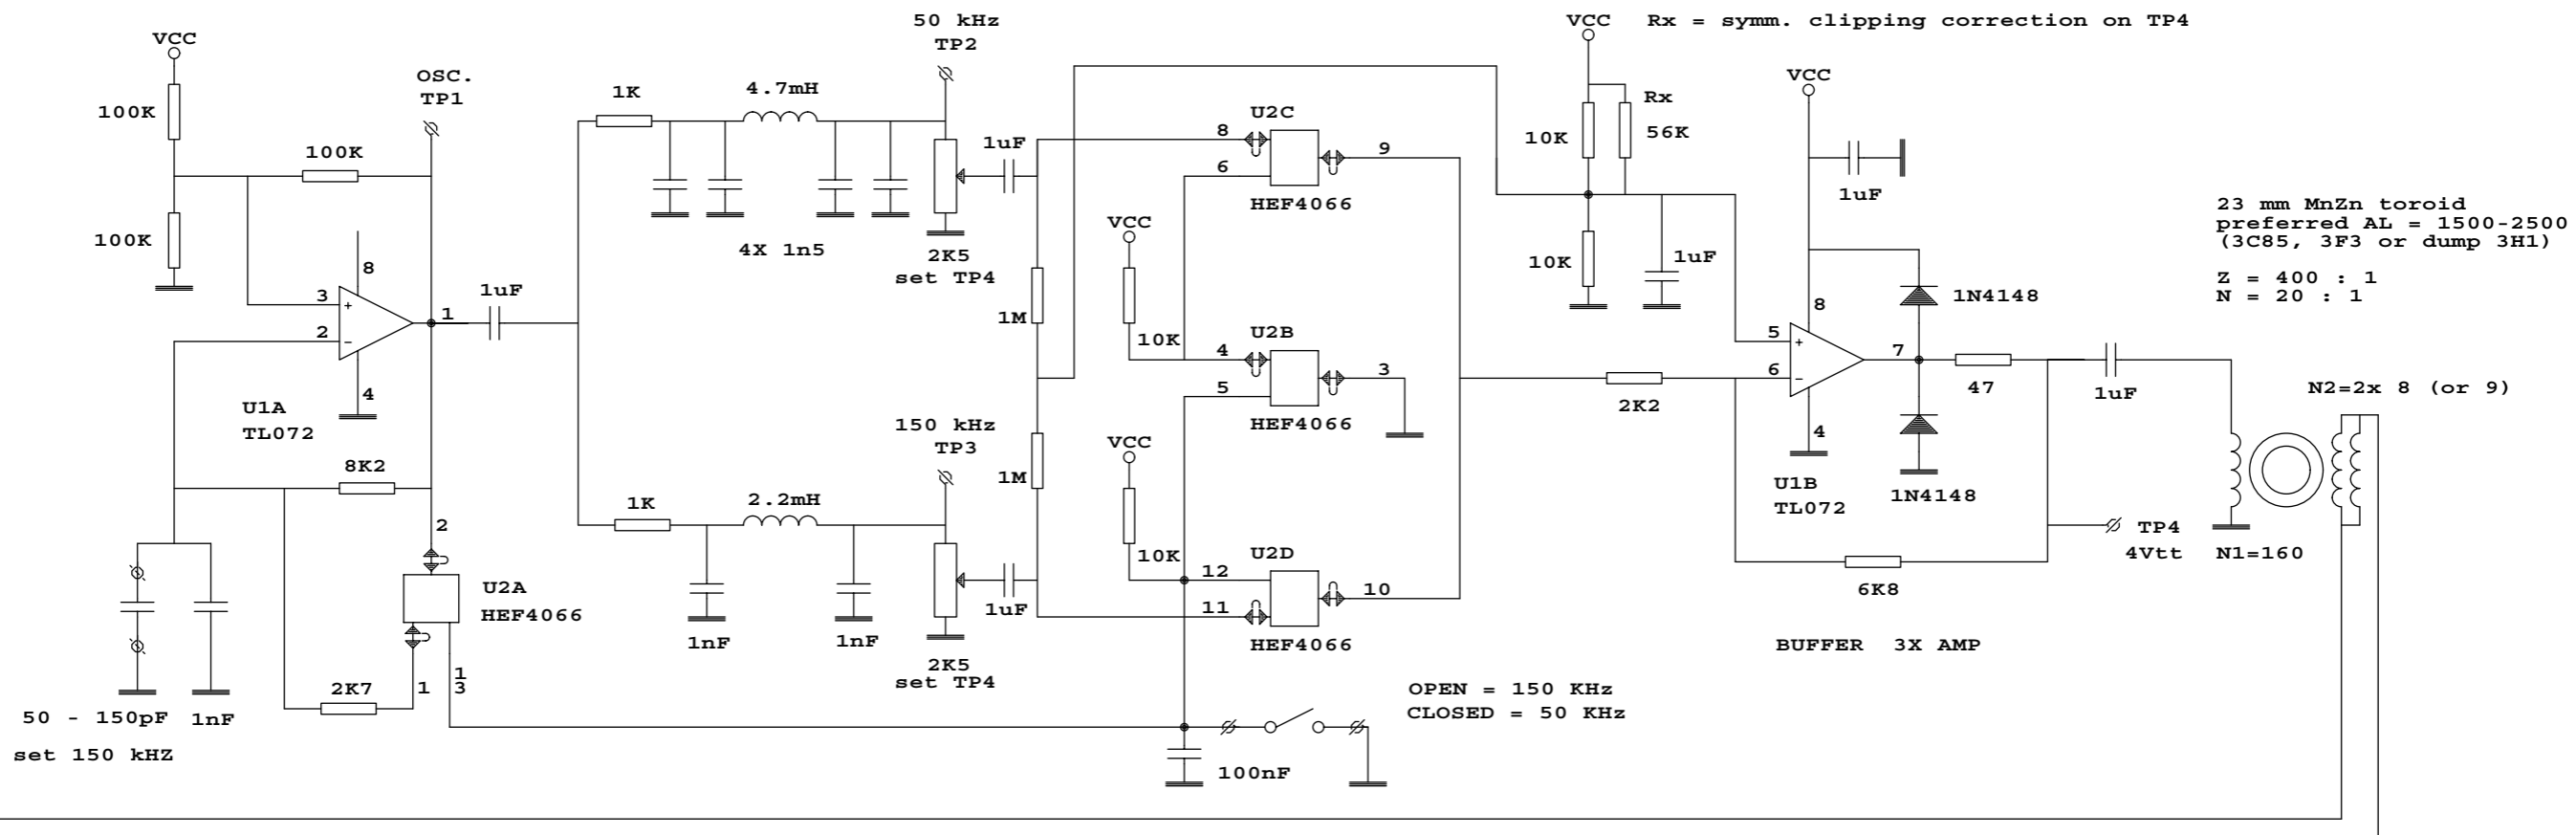 50 kHz
TP2
VCC
Rx = symm. clipping correction on TP4
VCC
OSC.
TP1
100K
100K
100K
8
3
+
2
-
1
4
U1A
TL072
1uF
8K2
2
U2A
HEF4066
2K7
1
1
3
50 - 150pF
1nF
set 150 kHZ
1K
4.7mH
4X 1n5
2K5
set TP4
1uF
1M
1M
150 kHz
TP3
1K
2.2mH
1nF
1nF
2K5
set TP4
1uF
U2C
8
6
9
HEF4066
VCC
10K
U2B
4
5
3
HEF4066
VCC
10K
U2D
12
11
10
HEF4066
100nF
OPEN = 150 KHz
CLOSED = 50 KHz
Rx
10K
56K
10K
1uF
VCC
1uF
8
5
+
6
-
7
4
U1B
TL072
1N4148
1N4148
2K2
47
1uF
6K8
TP4
4Vtt
BUFFER 3X AMP
23 mm MnZn toroid
preferred AL = 1500-2500
(3C85, 3F3 or dump 3H1)
Z = 400 : 1
N = 20 : 1
N2=2x 8 (or 9)
N1=160